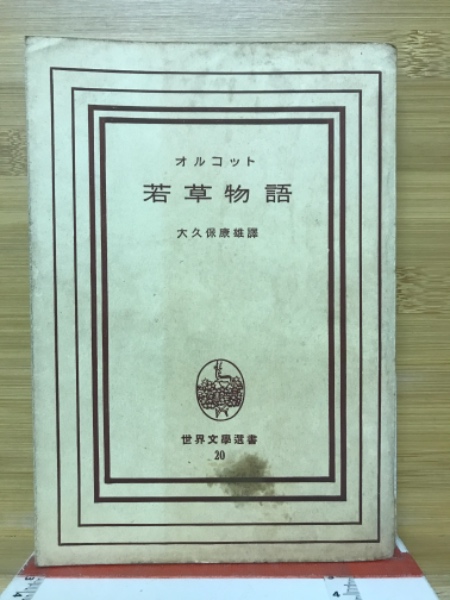 オルコット
若草物語
大久保康雄譯
世界文學選書
20